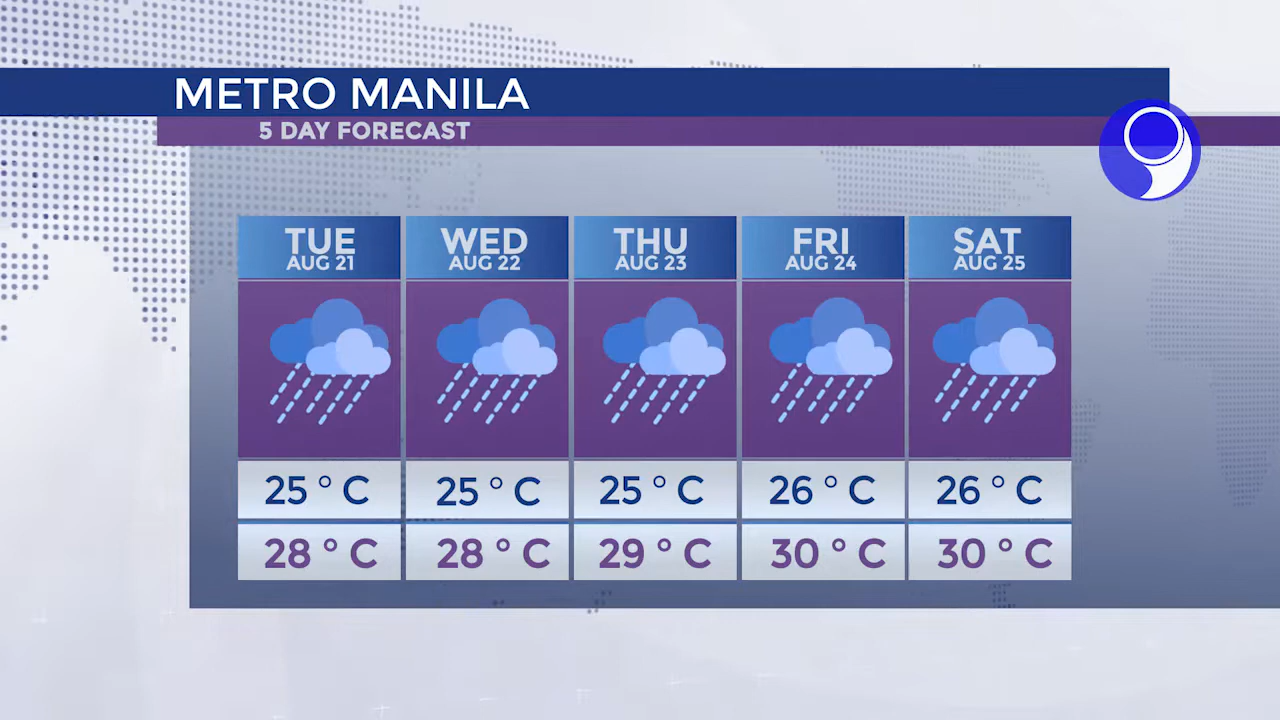 METRO MANILA
5 DAY FORECAST
TUE WED THU FRI SAT
AUG 21 AUG 22 AUG 23 AUG 24 AUG 25
25 ° C 25 ° C 25 ° C 26 ° C 26 ° C
28 ° C 28 ° C 29 ° C 30 ° C 30 ° C